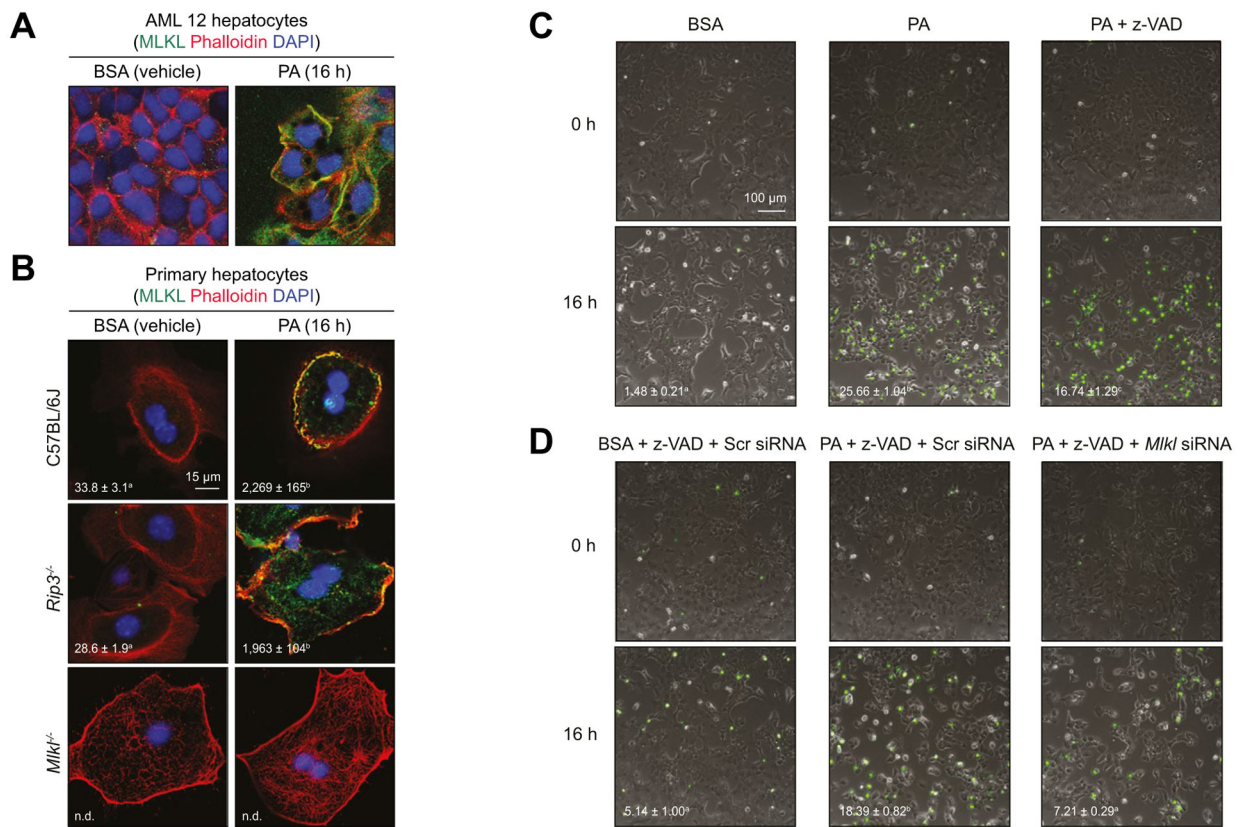 A
AML 12 hepatocytes
(MLKL Phalloidin DAPI)
BSA (vehicle) PA (16 h)
B
Primary hepatocytes
(MLKL Phalloidin DAPI)
BSA (vehicle) PA (16 h)
C57BL/6J
15 µm
33.8 ± 3.1ᵃ
2,269 ± 165ᵇ
Rip3⁻/⁻
28.6 ± 1.9ᵃ
1,963 ± 104ᵇ
Mlkl⁻/⁻
n.d.
n.d.
C
BSA PA PA + z-VAD
0 h
100 µm
16 h
1.48 ± 0.21ᵃ
25.66 ± 1.04ᵇ
16.74 ±1.29ᶜ
D
BSA + z-VAD + Scr siRNA PA + z-VAD + Scr siRNA PA + z-VAD + Mlkl siRNA
0 h
16 h
5.14 ± 1.00ᵃ
18.39 ± 0.82ᵇ
7.21 ± 0.29ᵃ